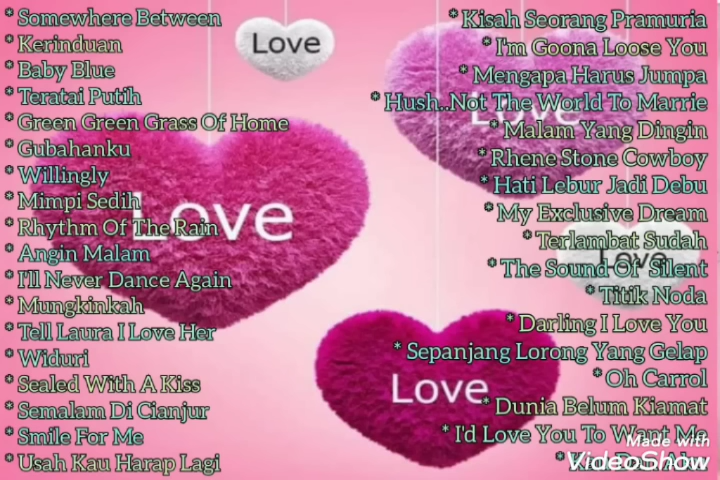 * Somewhere Between
* Kerinduan
* Baby Blue
* Teratai Putih
* Green Green Grass Of Home
* Gubahanku
* Willingly
* Mimpi Sedih
* Rhythm Of The Rain
* Angin Malam
* I'll Never Dance Again
* Mungkinkah
* Tell Laura I Love Her
* Widuri
* Sealed With A Kiss
* Semalam Di Cianjur
* Smile For Me
* Usah Kau Harap Lagi
* Kisah Seorang Pramuria
* I'm Goona Loose You
* Mengapa Harus Jumpa
* Hush..Not The World To Marrie
* Malam Yang Dingin
* Rhene Stone Cowboy
* Hati Lebur Jadi Debu
* My Exclusive Dream
* Terlambat Sudah
* The Sound Of Silent
* Titik Noda
* Darling I Love You
* Sepanjang Lorong Yang Gelap
* Oh Carrol
* Dunia Belum Kiamat
* I'd Love You To Want Me
* Kau Dan Aku
Love
Love
Love
Love
Love
Made with
VideoShow